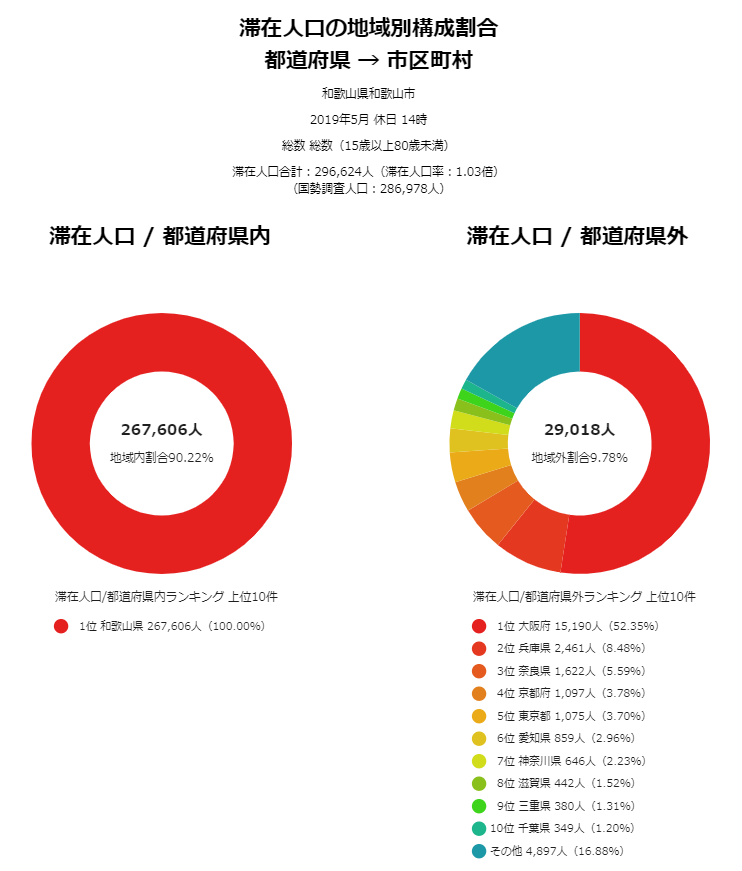 滞在人口の地域別構成割合
都道府県 → 市区町村
和歌山県和歌山市
2019年5月 休日 14時
総数 総数（15歳以上80歳未満）
滞在人口合計：296,624人（滞在人口率：1.03倍）
（国勢調査人口：286,978人）
滞在人口 / 都道府県内
267,606人
地域内割合90.22%
滞在人口/都道府県内ランキング 上位10件
1位 和歌山県 267,606人（100.00%）
滞在人口 / 都道府県外
29,018人
地域外割合9.78%
滞在人口/都道府県外ランキング 上位10件
1位 大阪府 15,190人（52.35%）
2位 兵庫県 2,461人（8.48%）
3位 奈良県 1,622人（5.59%）
4位 京都府 1,097人（3.78%）
5位 東京都 1,075人（3.70%）
6位 愛知県 859人（2.96%）
7位 神奈川県 646人（2.23%）
8位 滋賀県 442人（1.52%）
9位 三重県 380人（1.31%）
10位 千葉県 349人（1.20%）
その他 4,897人（16.88%）